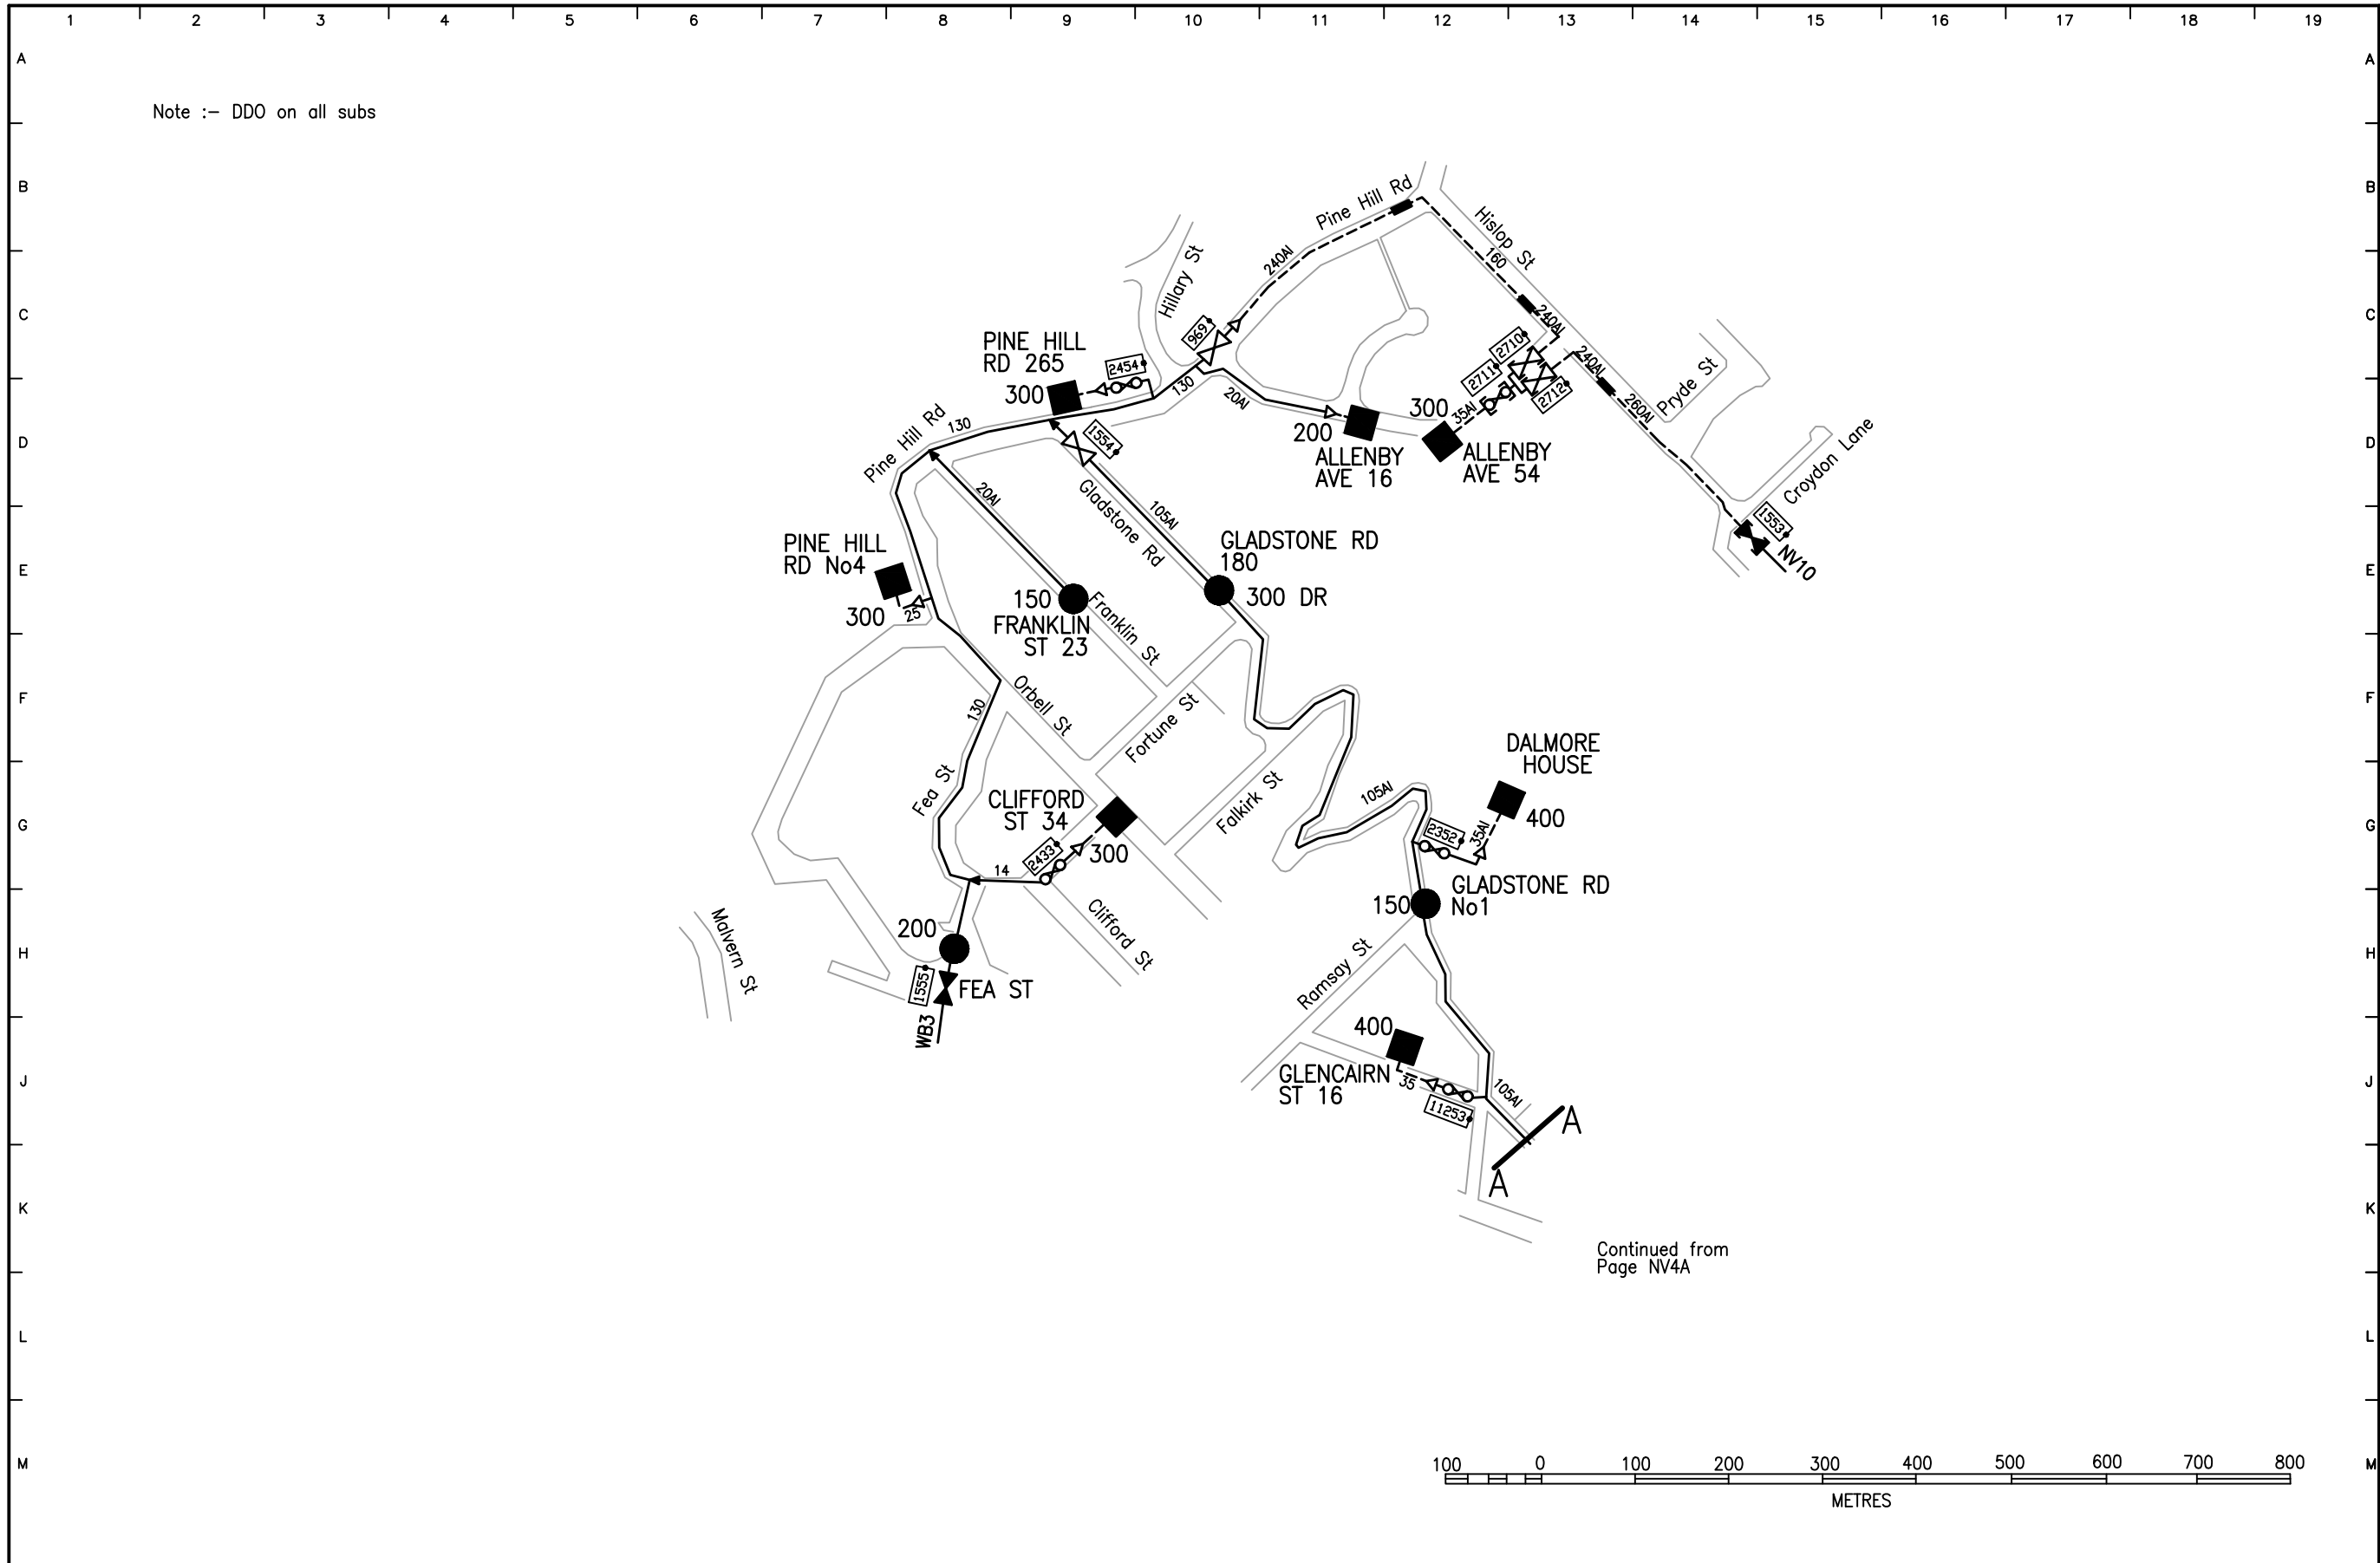 1 2 3 4 5 6 7 8 9 10 11 12 13 14 15 16 17 18 19
A A
Note :- DDO on all subs
B B
Pine Hill Rd
Hislop St
160
240Al
Hillary St
C C
969
240Al
2710
240Al
PINE HILL
RD 265
300
2454
130
20Al
2711
2712
260Al
Pryde St
300
35Al
D D
Pine Hill Rd
130
1554
200
ALLENBY
AVE 16
ALLENBY
AVE 54
Croydon Lane
20Al
Gladstone Rd
105Al
1553
NV10
E E
PINE HILL
RD No4
300
25
GLADSTONE RD
180
300 DR
150
FRANKLIN
ST 23
Franklin St
F F
Orbell St
130
Fortune St
DALMORE
HOUSE
400
G G
Fea St
CLIFFORD
ST 34
300
2433
14
Falkirk St
105Al
2352
35Al
GLADSTONE RD
No1
150
H H
Malvern St
200
1555
FEA ST
WB3
Clifford St
Ramsay St
J J
400
GLENCAIRN
ST 16
35
11253
105Al
A
A
K K
Continued from
Page NV4A
L L
M M
100 0 100 200 300 400 500 600 700 800
METRES